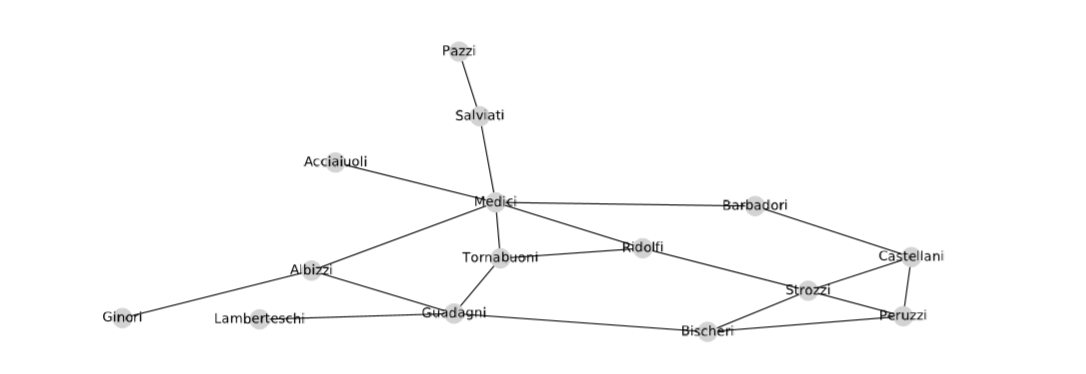 Pazzi
Salviati
Acciaiuoli
Medici
Barbadori
Ridolfi
Tornabuoni
Castellani
Albizzi
Strozzi
Guadagni
Peruzzi
Ginori
Lamberteschi
Bischeri